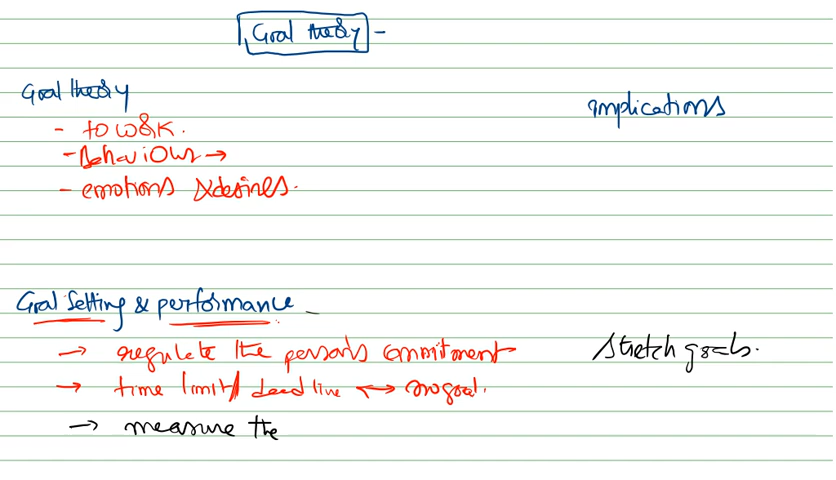 Goal theory -
Goal theory
- to work.
- Behaviour →
- emotions & desires.
implications
Goal Setting & performance -
→ regulate the person's commitment
→ time limit/deadline ↔ no goal.
→ measure the
stretch goals.